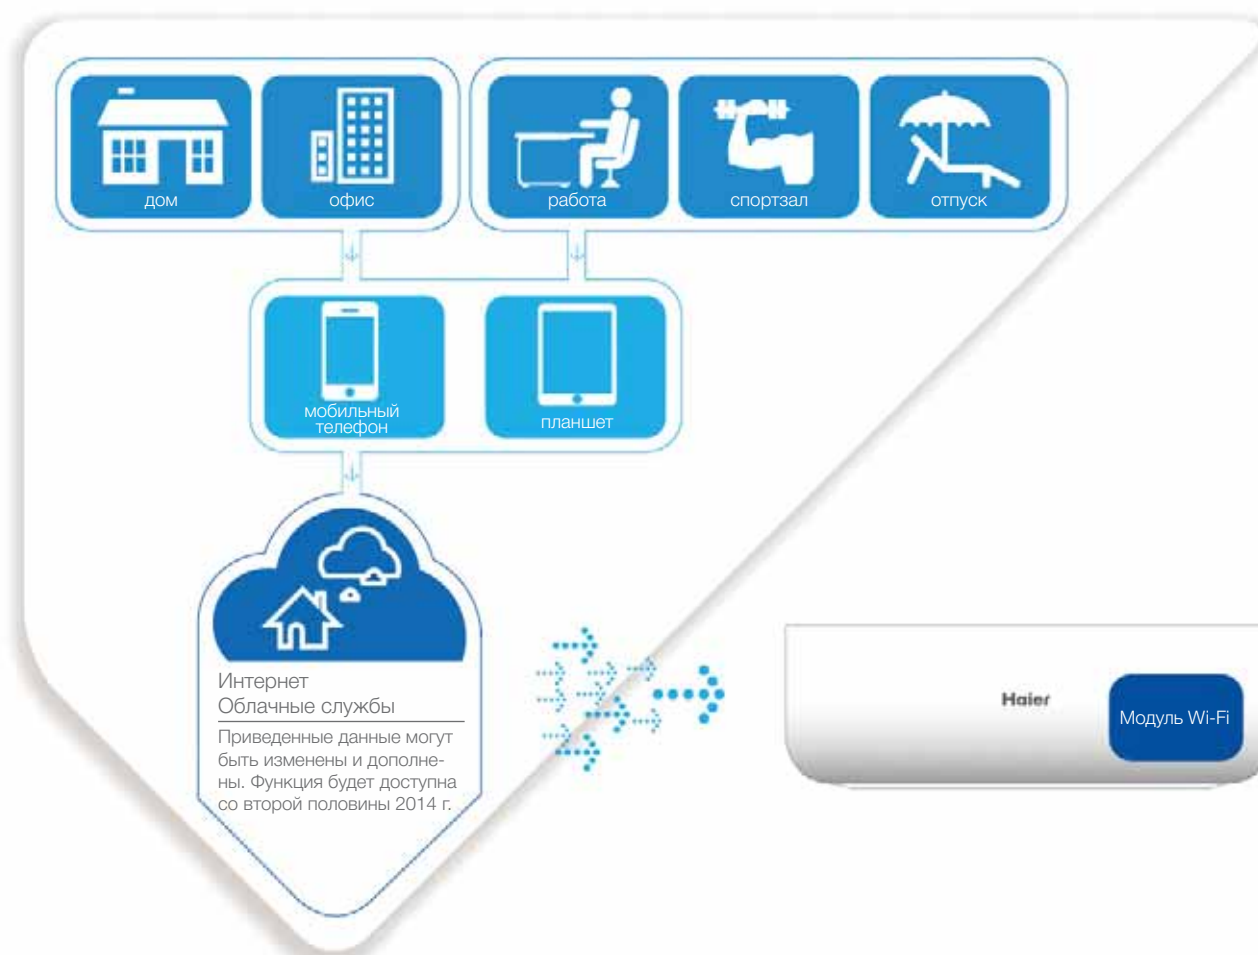 дом
офис
работа
спортзал
отпуск
мобильный
телефон
планшет
Интернет
Облачные службы
Приведенные данные могут
быть изменены и дополне-
ны. Функция будет доступна
со второй половины 2014 г.
Haier
Модуль Wi-Fi